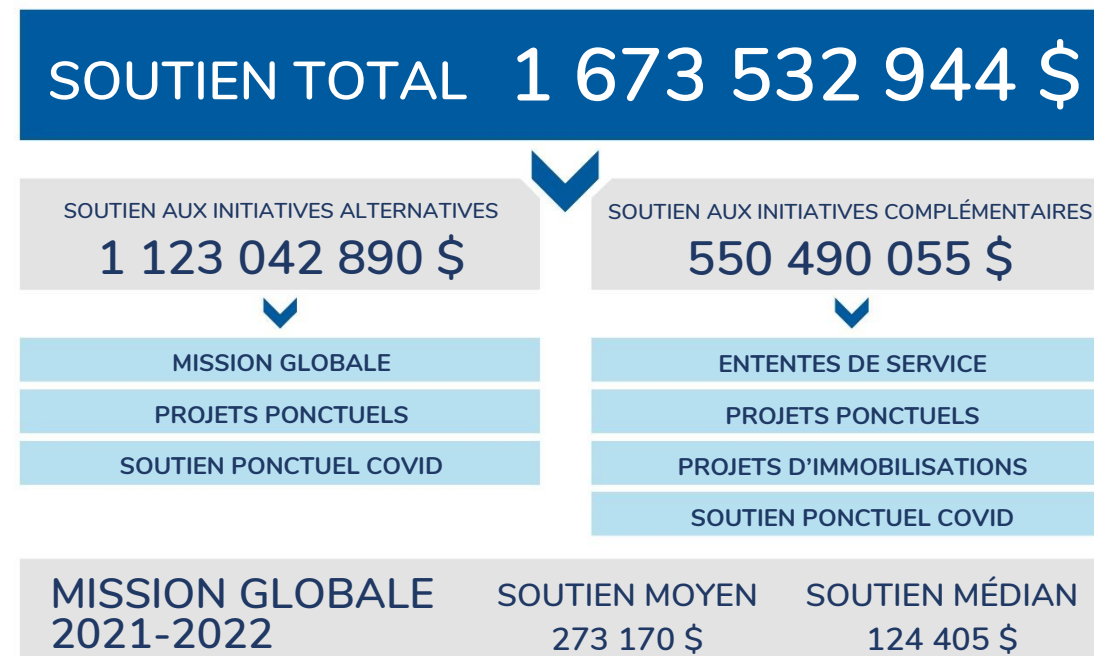 SOUTIEN TOTAL 1 673 532 944 $
SOUTIEN AUX INITIATIVES ALTERNATIVES
1 123 042 890 $
MISSION GLOBALE
PROJETS PONCTUELS
SOUTIEN PONCTUEL COVID
SOUTIEN AUX INITIATIVES COMPLÉMENTAIRES
550 490 055 $
ENTENTES DE SERVICE
PROJETS PONCTUELS
PROJETS D’IMMOBILISATIONS
SOUTIEN PONCTUEL COVID
MISSION GLOBALE
2021-2022
SOUTIEN MOYEN
273 170 $
SOUTIEN MÉDIAN
124 405 $